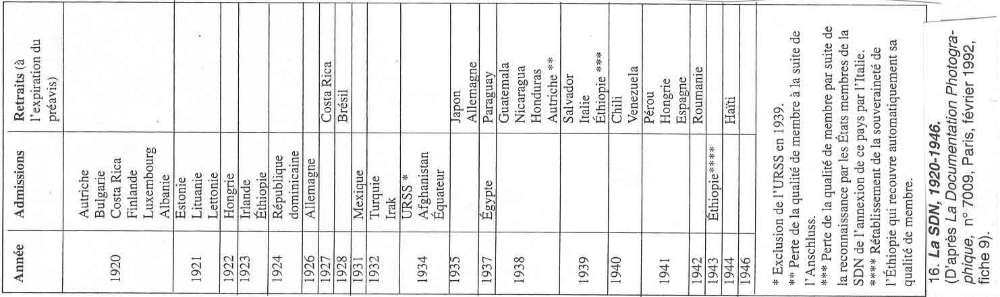 Année Admissions Retraits (à
l'expiration du
préavis)
1920 Autriche
Bulgarie
Costa Rica
Finlande
Luxembourg
Albanie
1921 Estonie
Lituanie
Lettonie
1922 Hongrie
1923 Irlande
Éthiopie
1924 République
dominicaine
1926 Allemagne
1927 Costa Rica
1928 Brésil
1931 Mexique
1932 Turquie
Irak
1934 URSS *
Afghanistan
Équateur
1935 Japon
Allemagne
1937 Égypte Paraguay
1938 Guatemala
Nicaragua
Honduras
Autriche **
1939 Salvador
Italie
Éthiopie ***
1940 Chili
Venezuela
1941 Pérou
Hongrie
Espagne
1942 Roumanie
1943 Éthiopie****
1944 Haïti
1946
* Exclusion de l'URSS en 1939.
** Perte de la qualité de membre à la suite de
l'Anschluss.
*** Perte de la qualité de membre par suite de
la reconnaissance par les États membres de la
SDN de l'annexion de ce pays par l'Italie.
**** Rétablissement de la souveraineté de
l'Éthiopie qui recouvre automatiquement sa
qualité de membre.
16. La SDN, 1920-1946.
(D'après La Documentation Photogra-
phique, n° 7009, Paris, février 1992,
fiche 9).